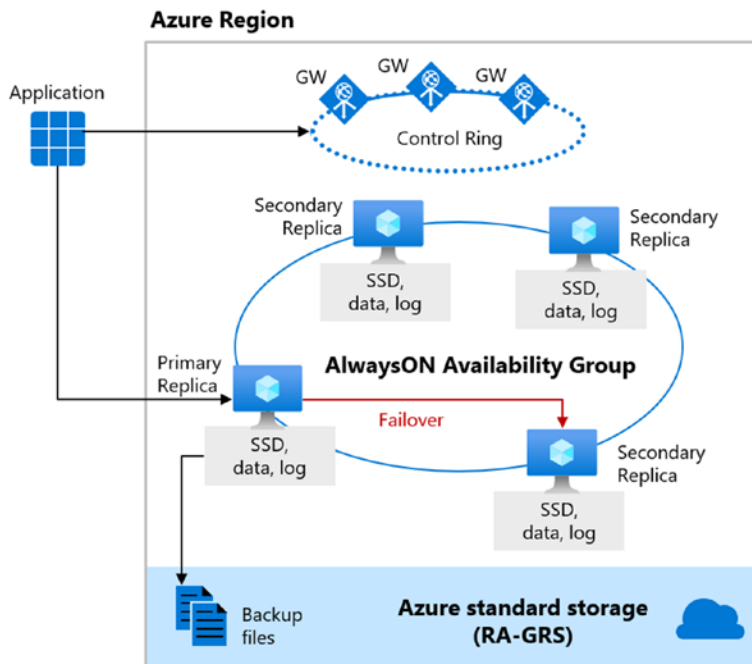 Azure Region
GW
GW
GW
Application
Control Ring
Secondary
Replica
Secondary
Replica
SSD,
data, log
SSD,
data, log
Primary
Replica
AlwaysON Availability Group
Failover
SSD,
data, log
Secondary
Replica
SSD,
data, log
Backup
files
Azure standard storage
(RA-GRS)